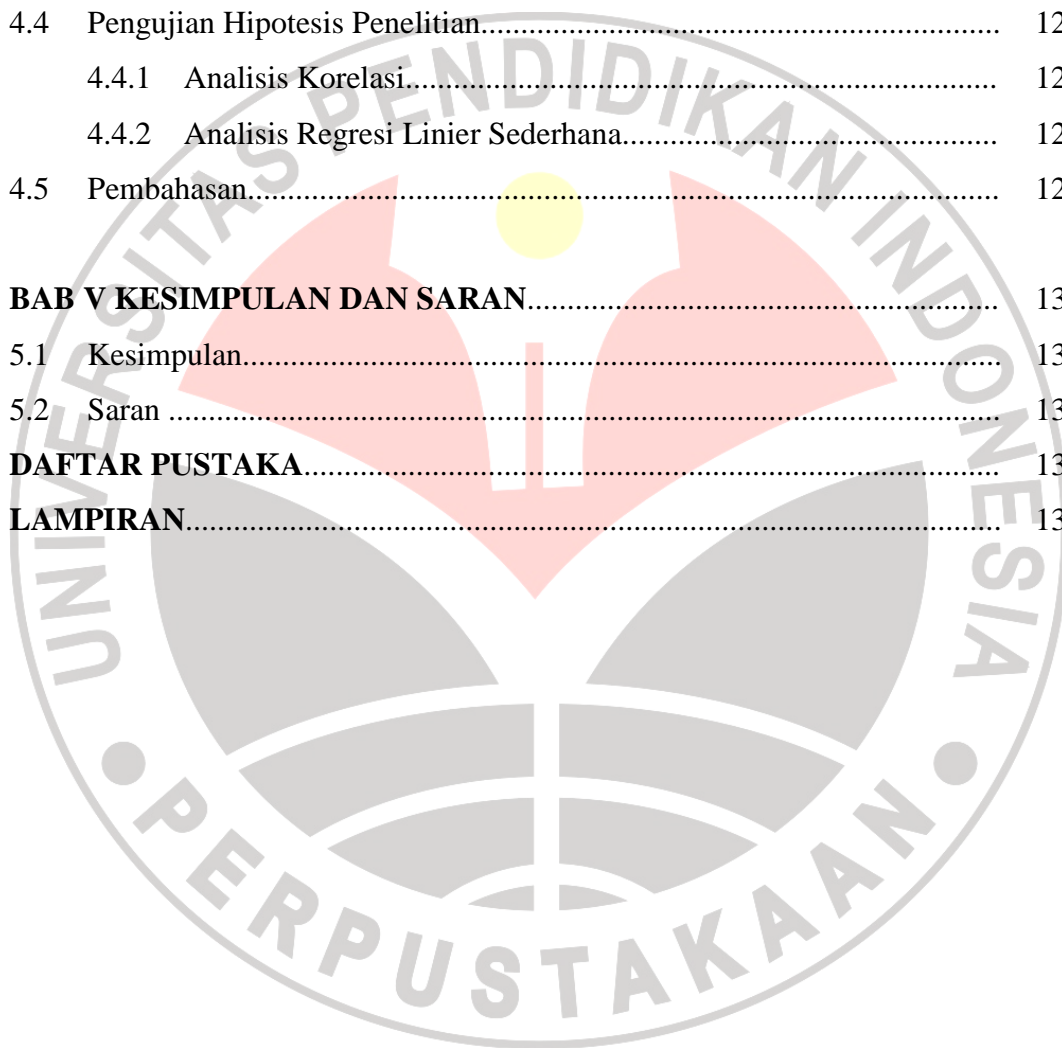 4.4 Pengujian Hipotesis Penelitian.......................................................................... 12
4.4.1 Analisis Korelasi..................................................................................... 12
4.4.2 Analisis Regresi Linier Sederhana...................................................... 12
4.5 Pembahasan............................................................................................................ 12
BAB V KESIMPULAN DAN SARAN.................................................................... 13
5.1 Kesimpulan............................................................................................................. 13
5.2 Saran ....................................................................................................................... 13
DAFTAR PUSTAKA.................................................................................................... 13
LAMPIRAN..................................................................................................................... 13
UNIVERSITAS PENDIDIKAN INDONESIA
PERPUSTAKAAN